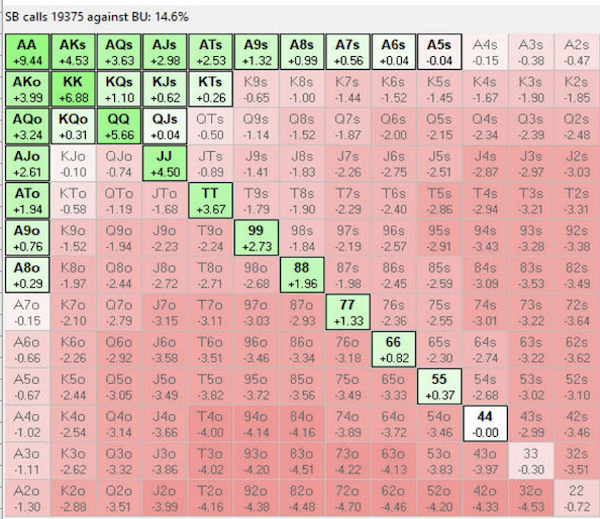 SB calls 19375 against BU: 14.6%
AA AKs AQs AJs ATs A9s A8s A7s A6s A5s A4s A3s A2s
+9.44 +4.53 +3.63 +2.98 +2.53 +1.32 +0.99 +0.56 +0.04 -0.04 -0.15 -0.38 -0.47
AKo KK KQs KJs KTs K9s K8s K7s K6s K5s K4s K3s K2s
+3.99 +6.88 +1.10 +0.62 +0.26 -0.65 -1.00 -1.44 -1.52 -1.45 -1.67 -1.90 -1.85
AQo KQo QQ QJs QTs Q9s Q8s Q7s Q6s Q5s Q4s Q3s Q2s
+3.24 +0.31 +5.66 +0.04 -0.50 -1.14 -1.52 -1.87 -2.00 -2.15 -2.34 -2.39 -2.48
AJo KJo QJo JJ JTs J9s J8s J7s J6s J5s J4s J3s J2s
+2.61 -0.10 -0.74 +4.50 -0.89 -1.41 -1.83 -2.26 -2.75 -2.51 -2.87 -2.97 -3.03
ATo KTo QTo JTo TT T9s T8s T7s T6s T5s T4s T3s T2s
+1.94 -0.58 -1.19 -1.68 +3.67 -1.79 -1.90 -2.29 -2.40 -2.86 -2.94 -3.21 -3.31
A9o K9o Q9o J9o T9o 99 98s 97s 96s 95s 94s 93s 92s
+0.76 -1.52 -1.94 -2.23 -2.24 +2.73 -1.84 -2.19 -2.57 -2.91 -3.43 -3.28 -3.38
A8o K8o Q8o J8o T8o 98o 88 87s 86s 85s 84s 83s 82s
+0.29 -1.97 -2.44 -2.72 -2.71 -2.68 +1.96 -1.98 -2.45 -2.59 -3.09 -3.53 -3.49
A7o K7o Q7o J7o T7o 97o 87o 77 76s 75s 74s 73s 72s
-0.15 -2.10 -2.79 -3.15 -3.11 -3.03 -2.93 +1.33 -2.36 -2.55 -3.01 -3.22 -3.64
A6o K6o Q6o J6o T6o 96o 86o 76o 66 65s 64s 63s 62s
-0.66 -2.26 -2.92 -3.58 -3.51 -3.46 -3.34 -3.18 +0.82 -2.30 -2.74 -3.22 -3.62
A5o K5o Q5o J5o T5o 95o 85o 75o 65o 55 54s 53s 52s
-0.67 -2.44 -3.05 -3.49 -3.82 -3.72 -3.56 -3.49 -3.33 +0.37 -2.68 -3.02 -3.10
A4o K4o Q4o J4o T4o 94o 84o 74o 64o 54o 44 43s 42s
-1.02 -2.54 -3.14 -3.66 -4.00 -4.14 -4.16 -3.89 -3.72 -3.46 -0.00 -2.99 -3.46
A3o K3o Q3o J3o T3o 93o 83o 73o 63o 53o 43o 33 32s
-1.11 -2.62 -3.32 -3.86 -4.02 -4.20 -4.51 -4.22 -4.13 -3.83 -3.97 -0.30 -3.51
A2o K2o Q2o J2o T2o 92o 82o 72o 62o 52o 42o 32o 22
-1.30 -2.88 -3.51 -3.99 -4.16 -4.38 -4.48 -4.70 -4.46 -4.20 -4.33 -4.53 -0.72